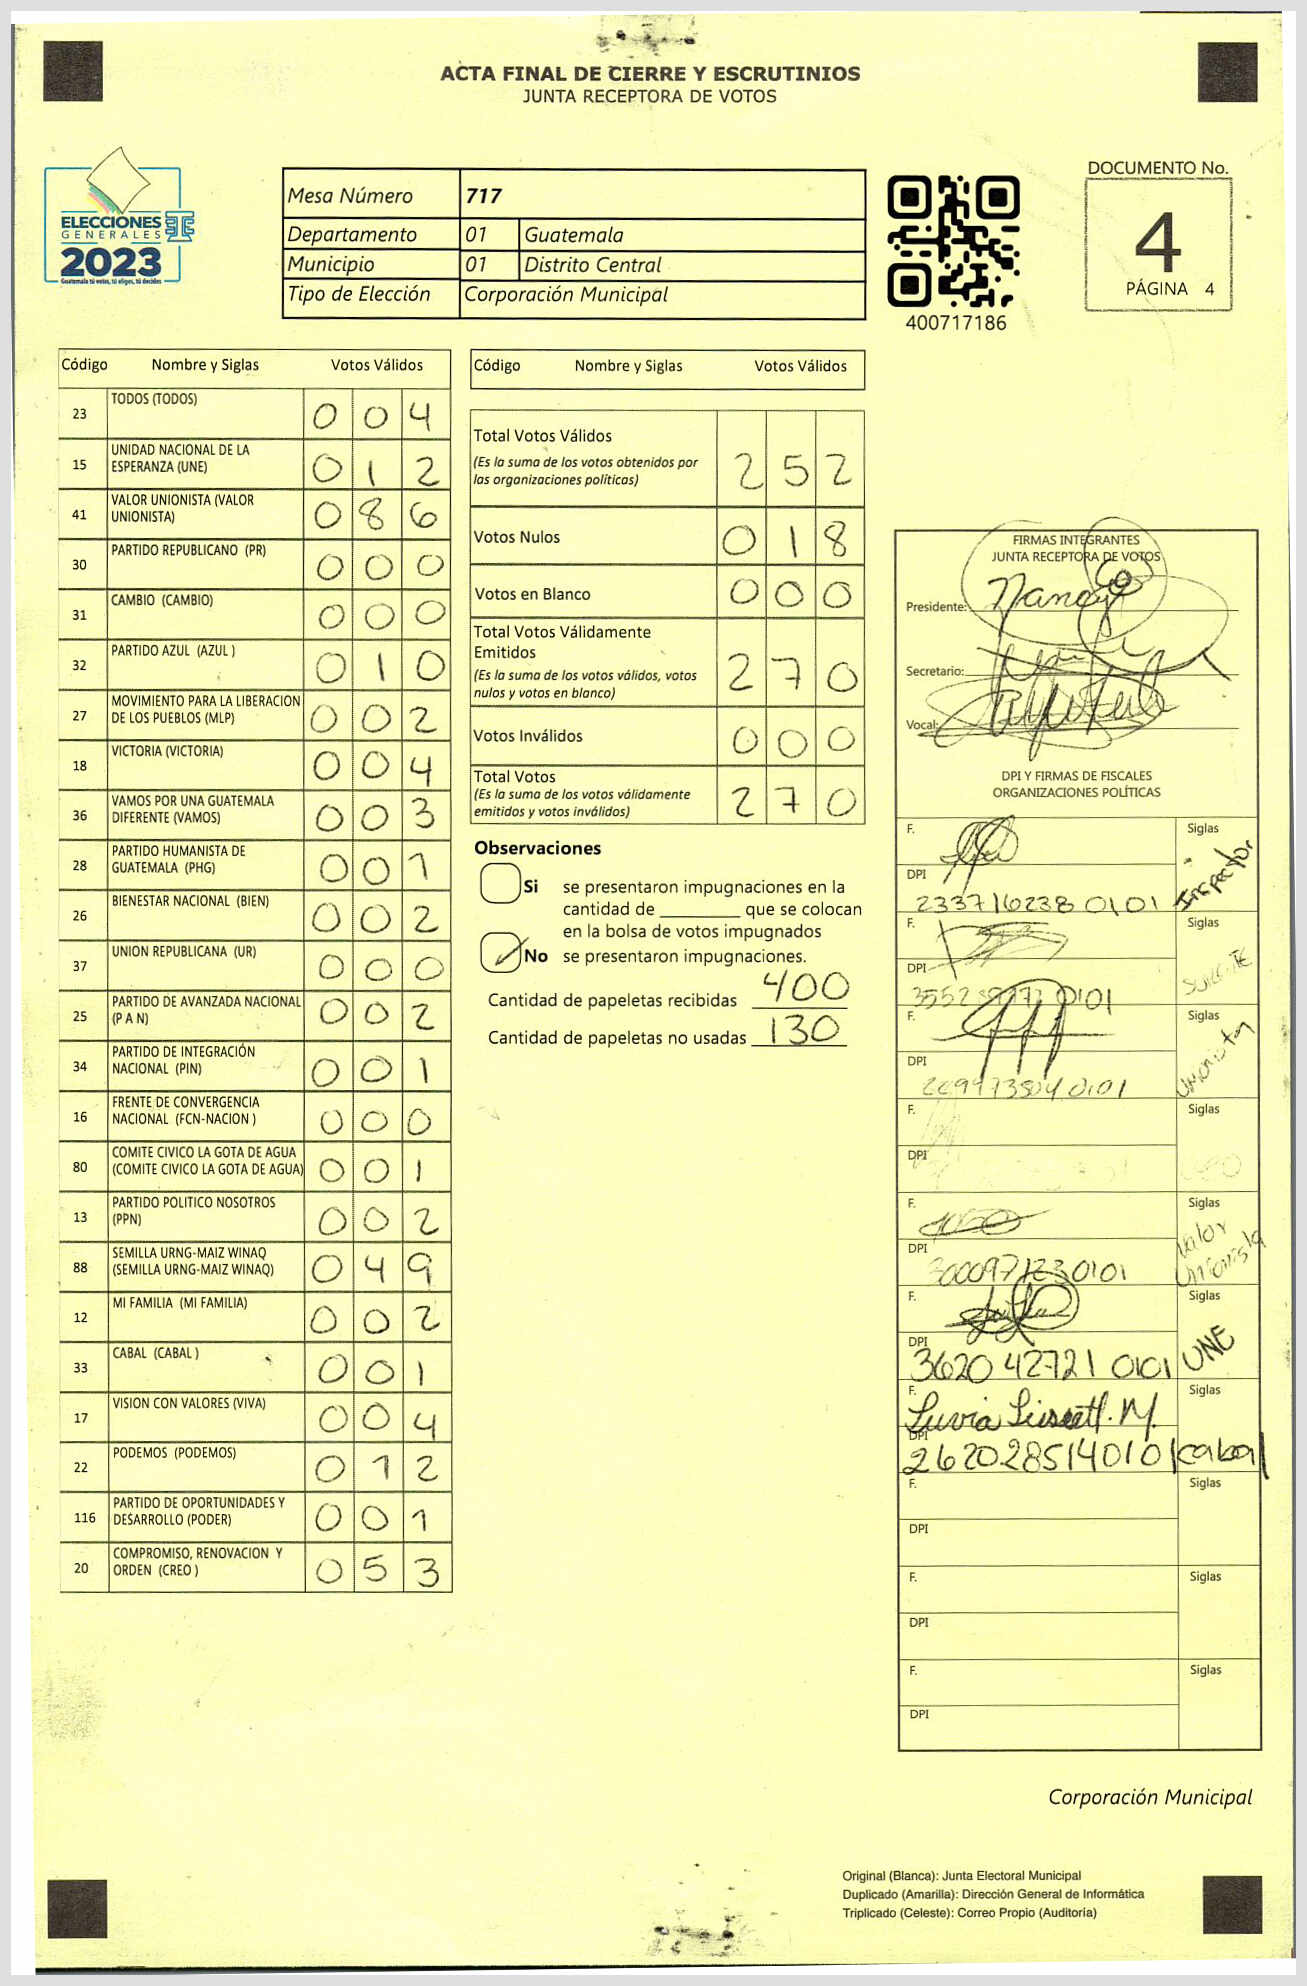 ACTA FINAL DE CIERRE Y ESCRUTINIOS
JUNTA RECEPTORA DE VOTOS
ELECCIONES
GENERALES
2023
Guatemala tú votas, tú eliges, tú decides
Mesa Número 717
Departamento 01 Guatemala
Municipio 01 Distrito Central
Tipo de Elección Corporación Municipal
400717186
DOCUMENTO No.
4
PÁGINA 4
Código Nombre y Siglas Votos Válidos
23 TODOS (TODOS) 0 0 4
15 UNIDAD NACIONAL DE LA ESPERANZA (UNE) 0 1 2
41 VALOR UNIONISTA (VALOR UNIONISTA) 0 8 6
30 PARTIDO REPUBLICANO (PR) 0 0 0
31 CAMBIO (CAMBIO) 0 0 0
32 PARTIDO AZUL (AZUL ) 0 1 0
27 MOVIMIENTO PARA LA LIBERACION DE LOS PUEBLOS (MLP) 0 0 2
18 VICTORIA (VICTORIA) 0 0 4
36 VAMOS POR UNA GUATEMALA DIFERENTE (VAMOS) 0 0 3
28 PARTIDO HUMANISTA DE GUATEMALA (PHG) 0 0 1
26 BIENESTAR NACIONAL (BIEN) 0 0 2
37 UNION REPUBLICANA (UR) 0 0 0
25 PARTIDO DE AVANZADA NACIONAL (P A N) 0 0 2
34 PARTIDO DE INTEGRACIÓN NACIONAL (PIN) 0 0 1
16 FRENTE DE CONVERGENCIA NACIONAL (FCN-NACION ) 0 0 0
80 COMITE CIVICO LA GOTA DE AGUA (COMITE CIVICO LA GOTA DE AGUA) 0 0 1
13 PARTIDO POLITICO NOSOTROS (PPN) 0 0 2
88 SEMILLA URNG-MAIZ WINAQ (SEMILLA URNG-MAIZ WINAQ) 0 4 9
12 MI FAMILIA (MI FAMILIA) 0 0 2
33 CABAL (CABAL ) 0 0 1
17 VISION CON VALORES (VIVA) 0 0 4
22 PODEMOS (PODEMOS) 0 1 2
116 PARTIDO DE OPORTUNIDADES Y DESARROLLO (PODER) 0 0 1
20 COMPROMISO, RENOVACION Y ORDEN (CREO ) 0 5 3
Código Nombre y Siglas Votos Válidos
Total Votos Válidos 2 5 2
(Es la suma de los votos obtenidos por
las organizaciones políticas)
Votos Nulos 0 1 8
Votos en Blanco 0 0 0
Total Votos Válidamente
Emitidos 2 7 0
(Es la suma de los votos válidos, votos
nulos y votos en blanco)
Votos Inválidos 0 0 0
Total Votos 2 7 0
(Es la suma de los votos válidamente
emitidos y votos inválidos)
Observaciones
Si se presentaron impugnaciones en la
cantidad de ________ que se colocan
en la bolsa de votos impugnados
No se presentaron impugnaciones.
Cantidad de papeletas recibidas 400
Cantidad de papeletas no usadas 130
FIRMAS INTEGRANTES
JUNTA RECEPTORA DE VOTOS
Presidente: Nancy
Secretario:
Vocal:
DPI Y FIRMAS DE FISCALES
ORGANIZACIONES POLÍTICAS
F. Siglas
Inspector
DPI 2337162380101
F. Siglas
DPI
F. Siglas
Unionista
DPI
F. Siglas
DPI
F. Siglas
Valor Unionista
DPI 3000971230101
F. Siglas
UNE
DPI 3620 42721 0101
F. Luvia Lissett. M. Siglas
DPI 2620285140101 cabal
F. Siglas
DPI
F. Siglas
DPI
F. Siglas
DPI
Corporación Municipal
Original (Blanca): Junta Electoral Municipal
Duplicado (Amarilla): Dirección General de Informática
Triplicado (Celeste): Correo Propio (Auditoría)